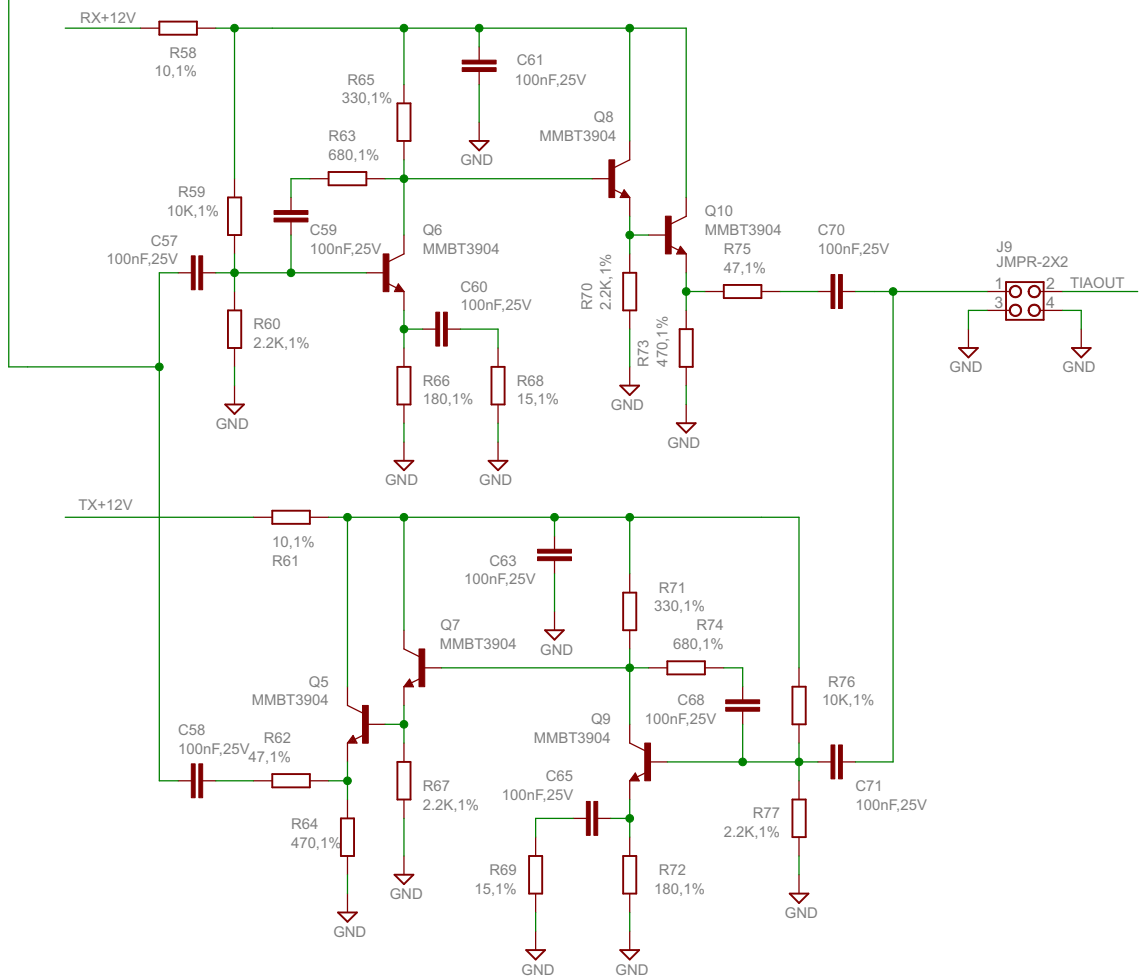 RX+12V
R58
10,1%
C61
100nF,25V
GND
R65
330,1%
R63
680,1%
Q8
MMBT3904
R59
10K,1%
C59
100nF,25V
Q6
MMBT3904
C57
100nF,25V
C60
100nF,25V
Q10
MMBT3904
R75
47,1%
C70
100nF,25V
J9
JMPR-2X2
1
2
3
4
TIAOUT
GND
GND
R60
2.2K,1%
GND
R66
180,1%
GND
R68
15,1%
GND
R70
2.2K,1%
GND
R73
470,1%
GND
TX+12V
10,1%
R61
C63
100nF,25V
GND
R71
330,1%
R74
680,1%
Q7
MMBT3904
Q5
MMBT3904
C68
100nF,25V
R76
10K,1%
Q9
MMBT3904
C58
100nF,25V
R62
47,1%
R67
2.2K,1%
GND
C65
100nF,25V
C71
100nF,25V
R77
2.2K,1%
GND
R64
470,1%
GND
R69
15,1%
GND
R72
180,1%
GND